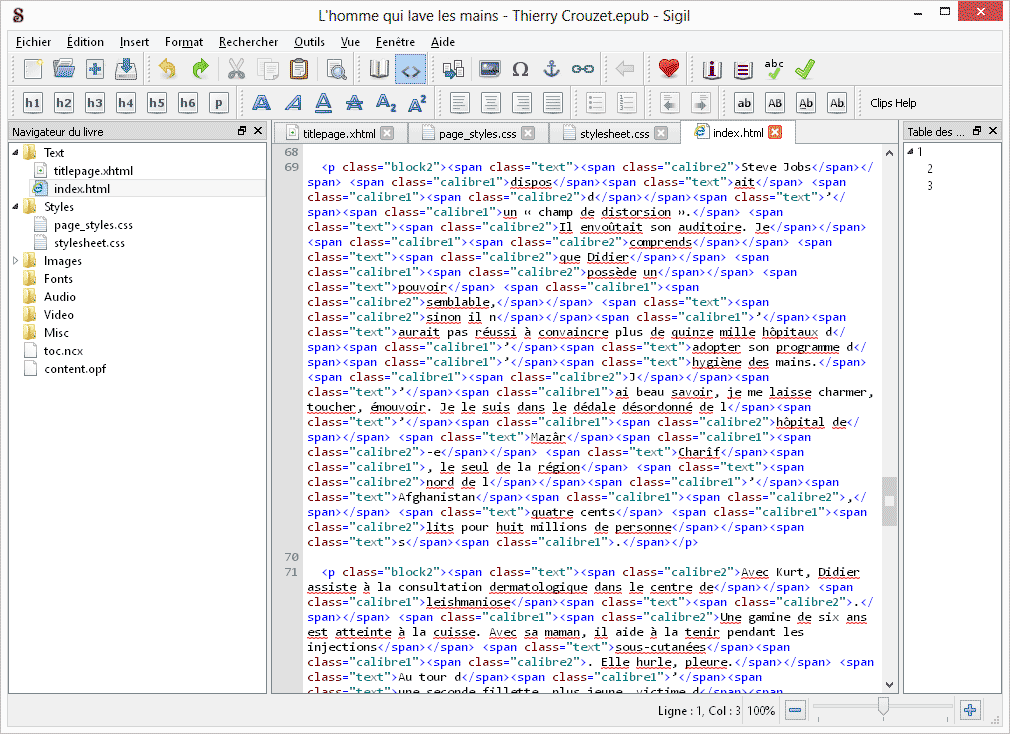 L'homme qui lave les mains - Thierry Crouzet.epub - Sigil
Fichier Édition Insert Format Rechercher Outils Vue Fenêtre Aide
abc
h1 h2 h3 h4 h5 h6 p A A A A A2 A2 ab AB Ab Ab. Clips Help
Navigateur du livre
Text
titlepage.xhtml
index.html
Styles
page_styles.css
stylesheet.css
Images
Fonts
Audio
Video
Misc
toc.ncx
content.opf
titlepage.xhtml page_styles.css stylesheet.css index.html
68
69 <p class="block2"><span class="text"><span class="calibre2">Steve Jobs</span></
span> <span class="calibre1">dispos</span><span class="text">ait</span> <span
class="calibre1"><span class="calibre2">d</span></span><span class="text">’</
span><span class="calibre1">un « champ de distorsion ».</span> <span
class="text"><span class="calibre2">Il envoûtait son auditoire. Je</span></span>
<span class="calibre1"><span class="calibre2">comprends</span></span> <span
class="text"><span class="calibre2">que Didier</span></span> <span
class="calibre1"><span class="calibre2">possède un</span></span> <span
class="text">pouvoir</span> <span class="calibre1"><span
class="calibre2">semblable,</span></span> <span class="text"><span
class="calibre2">sinon il n</span></span><span class="calibre1">’</span><span
class="text">aurait pas réussi à convaincre plus de quinze mille hôpitaux d</
span><span class="calibre1">’</span><span class="text">adopter son programme d</
span><span class="calibre1">’</span><span class="text">hygiène des mains.</span>
<span class="calibre1"><span class="calibre2">J</span></span><span
class="text">’</span><span class="calibre1">ai beau savoir, je me laisse charmer,
toucher, émouvoir. Je le suis dans le dédale désordonné de l</span><span
class="text">’</span><span class="calibre1"><span class="calibre2">hôpital de</
span></span> <span class="text">Mazâr</span><span class="calibre1"><span
class="calibre2">-e</span></span> <span class="text">Charîf</span><span
class="calibre1">, le seul de la région</span> <span class="text"><span
class="calibre2">nord de l</span></span><span class="calibre1">’</span><span
class="text">Afghanistan</span><span class="calibre1"><span class="calibre2">,</
span></span> <span class="text">quatre cents</span> <span class="calibre1"><span
class="calibre2">lits pour huit millions de personne</span></span><span
class="text">s</span><span class="calibre1">.</span></p>
70
71 <p class="block2"><span class="text"><span class="calibre2">Avec Kurt, Didier
assiste à la consultation dermatologique dans le centre de</span></span> <span
class="calibre1">leishmaniose</span><span class="text"><span class="calibre2">.</
span></span> <span class="calibre1"><span class="calibre2">Une gamine de six ans
est atteinte à la cuisse. Avec sa maman, il aide à la tenir pendant les
injections</span></span> <span class="text">sous-cutanées</span><span
class="calibre1"><span class="calibre2">. Elle hurle, pleure.</span></span> <span
class="text">Au tour d</span><span class="calibre1">’</span><span
class="text">une seconde fillette, plus jeune, victime d</span><span
Table des ...
1
2
3
Ligne : 1, Col : 3 100%